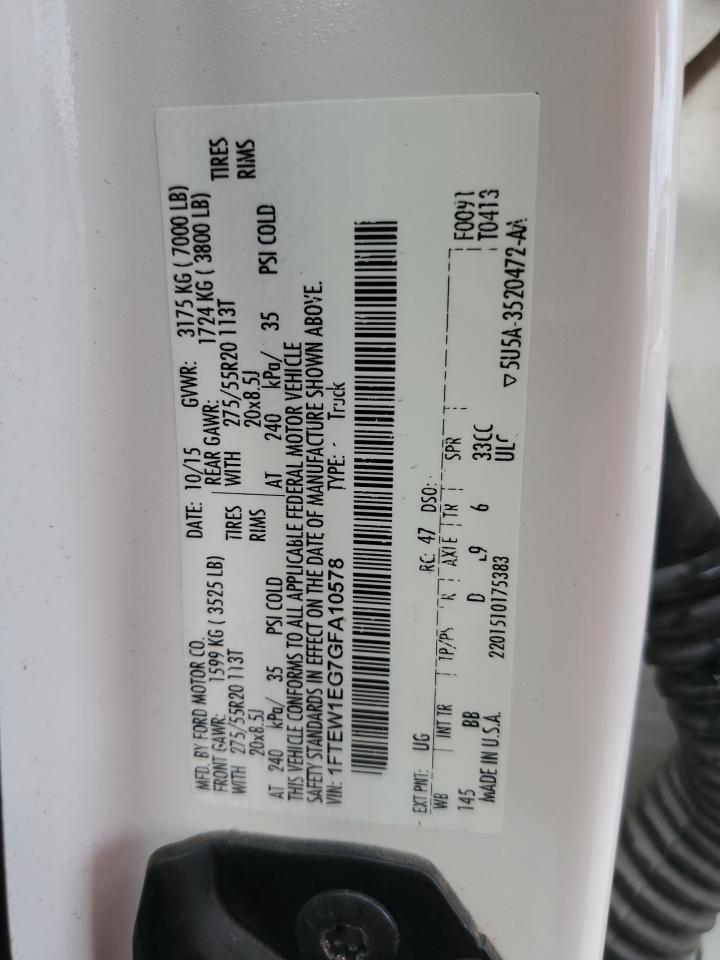 MFD. BY FORD MOTOR CO.
DATE: 10/15 GVWR: 3175 KG ( 7000 LB)
FRONT GAWR: 1599 KG ( 3525 LB)
REAR GAWR: 1724 KG ( 3800 LB)
WITH 275/55R20 113T TIRES
WITH 275/55R20 113T TIRES
20x8.5J RIMS
20x8.5J RIMS
AT 240 kPa/ 35 PSI COLD
AT 240 kPa/ 35 PSI COLD
THIS VEHICLE CONFORMS TO ALL APPLICABLE FEDERAL MOTOR VEHICLE
SAFETY STANDARDS IN EFFECT ON THE DATE OF MANUFACTURE SHOWN ABOVE.
VIN: 1FTEW1EG7GFA10578 TYPE: Truck
EXT PNT: UG RC: 47 DSO: F0091
WB INT TR TP/PS R AXLE TR SPR T0413
145 BB D L9 6 33CC
ULC
MADE IN U.S.A. 2201510175383
5U5A-3520472-AA